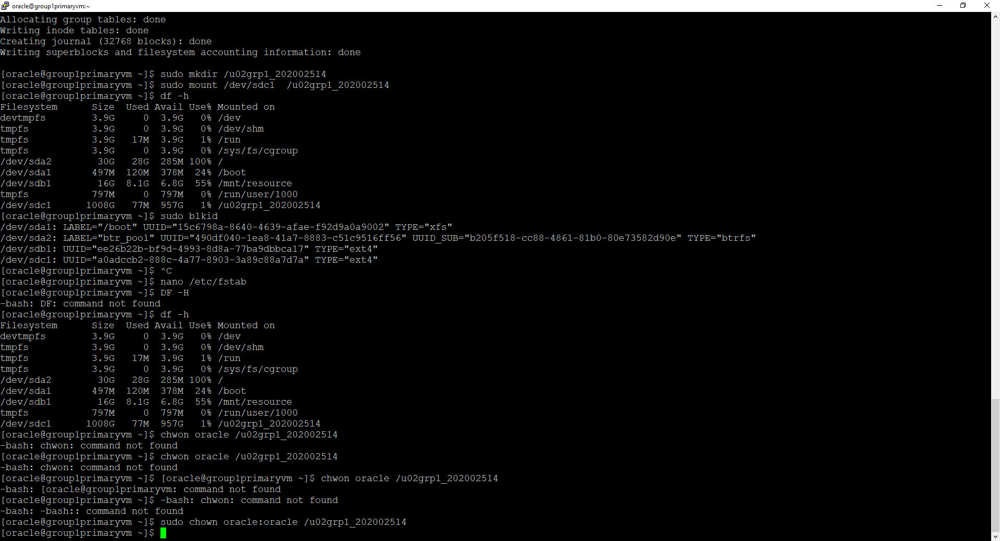 oracle@group1primaryvm:~
Allocating group tables: done
Writing inode tables: done
Creating journal (32768 blocks): done
Writing superblocks and filesystem accounting information: done
[oracle@group1primaryvm ~]$ sudo mkdir /u02grp1_202002514
[oracle@group1primaryvm ~]$ sudo mount /dev/sdc1  /u02grp1_202002514
[oracle@group1primaryvm ~]$ df -h
Filesystem      Size  Used Avail Use% Mounted on
devtmpfs        3.9G     0  3.9G   0% /dev
tmpfs           3.9G     0  3.9G   0% /dev/shm
tmpfs           3.9G   17M  3.9G   1% /run
tmpfs           3.9G     0  3.9G   0% /sys/fs/cgroup
/dev/sda2        30G   28G  285M 100% /
/dev/sda1       497M  120M  378M  24% /boot
/dev/sdb1        16G  8.1G  6.8G  55% /mnt/resource
tmpfs           797M     0  797M   0% /run/user/1000
/dev/sdc1      1008G   77M  957G   1% /u02grp1_202002514
[oracle@group1primaryvm ~]$ sudo blkid
/dev/sda1: LABEL="/boot" UUID="15c6798a-8640-4639-afae-f92d9a0a9002" TYPE="xfs"
/dev/sda2: LABEL="btr_pool" UUID="490df040-1ea8-41a7-8883-c51c9516ff56" UUID_SUB="b205f518-cc88-4861-81b0-80e73582d90e" TYPE="btrfs"
/dev/sdb1: UUID="ee26b22b-bf9d-4993-8d8a-77ba9dbbca17" TYPE="ext4"
/dev/sdc1: UUID="a0adccb2-888c-4a77-8903-3a89c88a7d7a" TYPE="ext4"
[oracle@group1primaryvm ~]$ ^C
[oracle@group1primaryvm ~]$ nano /etc/fstab
[oracle@group1primaryvm ~]$ DF -H
-bash: DF: command not found
[oracle@group1primaryvm ~]$ df -h
Filesystem      Size  Used Avail Use% Mounted on
devtmpfs        3.9G     0  3.9G   0% /dev
tmpfs           3.9G     0  3.9G   0% /dev/shm
tmpfs           3.9G   17M  3.9G   1% /run
tmpfs           3.9G     0  3.9G   0% /sys/fs/cgroup
/dev/sda2        30G   28G  285M 100% /
/dev/sda1       497M  120M  378M  24% /boot
/dev/sdb1        16G  8.1G  6.8G  55% /mnt/resource
tmpfs           797M     0  797M   0% /run/user/1000
/dev/sdc1      1008G   77M  957G   1% /u02grp1_202002514
[oracle@group1primaryvm ~]$ chwon oracle /u02grp1_202002514
-bash: chwon: command not found
[oracle@group1primaryvm ~]$ chwon oracle /u02grp1_202002514
-bash: chwon: command not found
[oracle@group1primaryvm ~]$ [oracle@group1primaryvm ~]$ chwon oracle /u02grp1_202002514
-bash: [oracle@group1primaryvm: command not found
[oracle@group1primaryvm ~]$ -bash: chwon: command not found
-bash: -bash:: command not found
[oracle@group1primaryvm ~]$ sudo chown oracle:oracle /u02grp1_202002514
[oracle@group1primaryvm ~]$